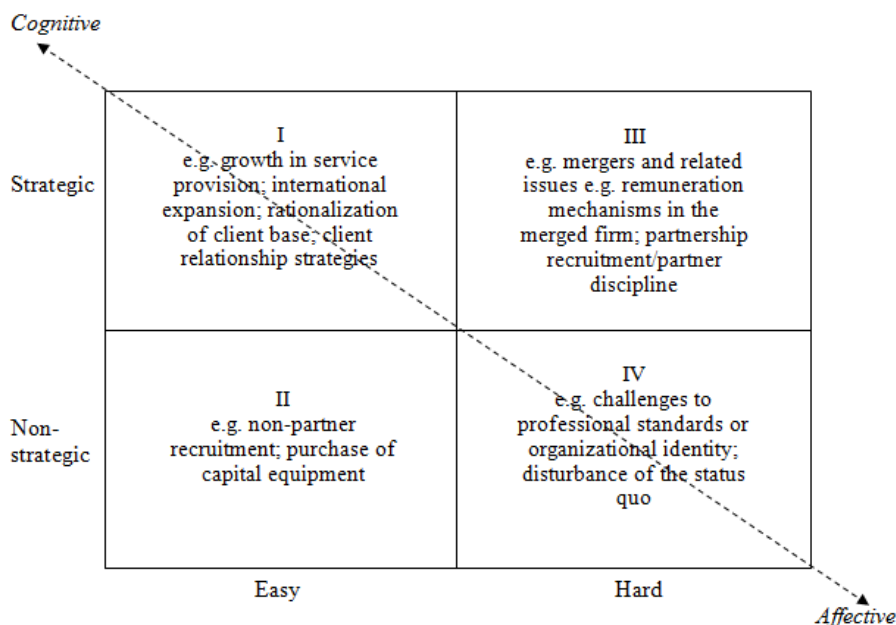 Cognitive
Strategic
I
e.g. growth in service
provision; international
expansion; rationalization
of client base; client
relationship strategies
III
e.g. mergers and related
issues e.g. remuneration
mechanisms in the
merged firm; partnership
recruitment/partner
discipline
Non-
strategic
II
e.g. non-partner
recruitment; purchase of
capital equipment
IV
e.g. challenges to
professional standards or
organizational identity;
disturbance of the status
quo
Easy
Hard
Affective